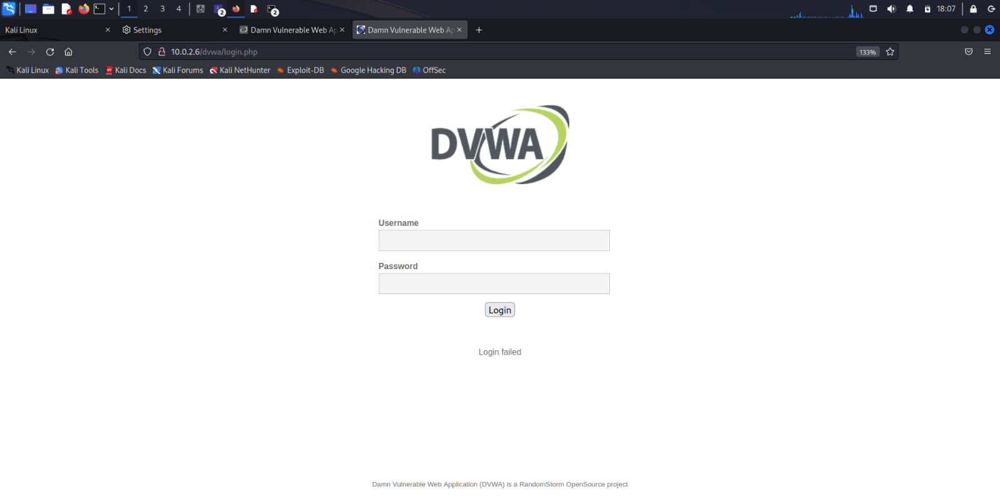 1 2 3 4 2 2 18:07
Kali Linux Settings Damn Vulnerable Web Ap Damn Vulnerable Web Ap
10.0.2.6/dvwa/login.php 133%
Kali Linux Kali Tools Kali Docs Kali Forums Kali NetHunter Exploit-DB Google Hacking DB OffSec
DVWA
Username
Password
Login
Login failed
Damn Vulnerable Web Application (DVWA) is a RandomStorm OpenSource project